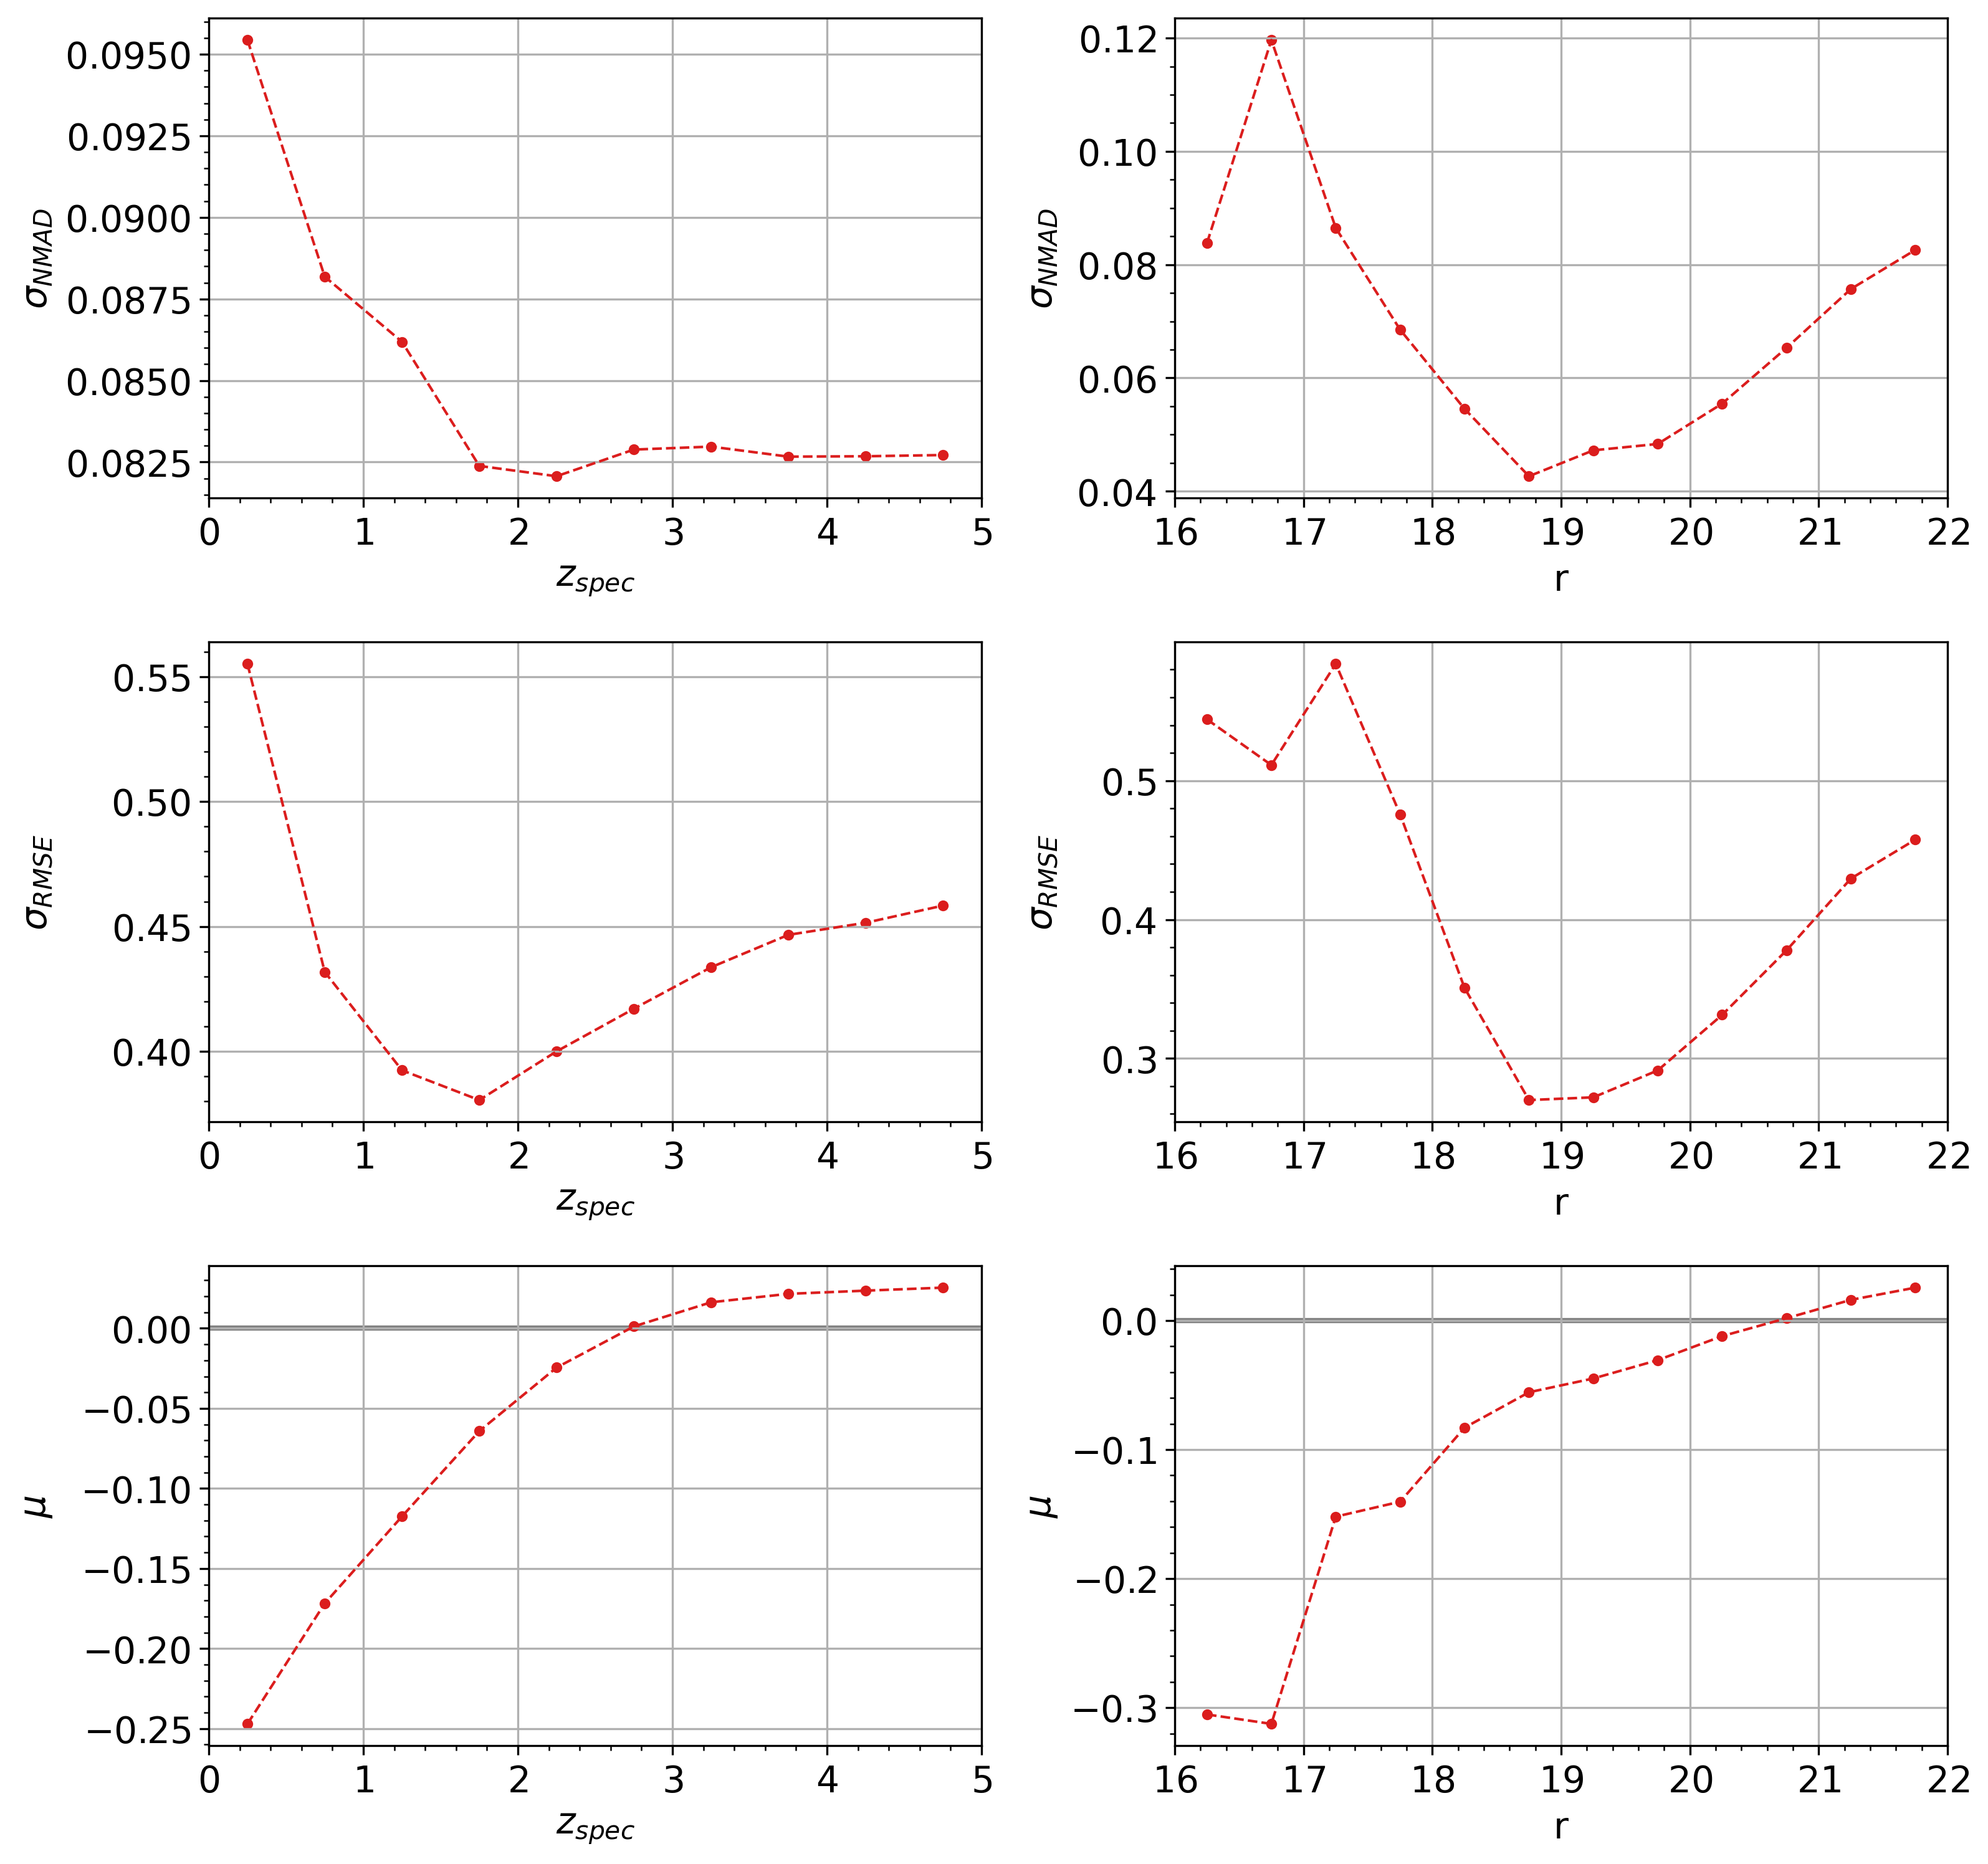 0.0950
0.0925
0.0900
0.0875
0.0850
0.0825
σNMAD
0 1 2 3 4 5
zspec
0.12
0.10
0.08
0.06
0.04
σNMAD
16 17 18 19 20 21 22
r
0.55
0.50
0.45
0.40
σRMSE
0 1 2 3 4 5
zspec
0.5
0.4
0.3
σRMSE
16 17 18 19 20 21 22
r
0.00
−0.05
−0.10
−0.15
−0.20
−0.25
μ
0 1 2 3 4 5
zspec
0.0
−0.1
−0.2
−0.3
μ
16 17 18 19 20 21 22
r